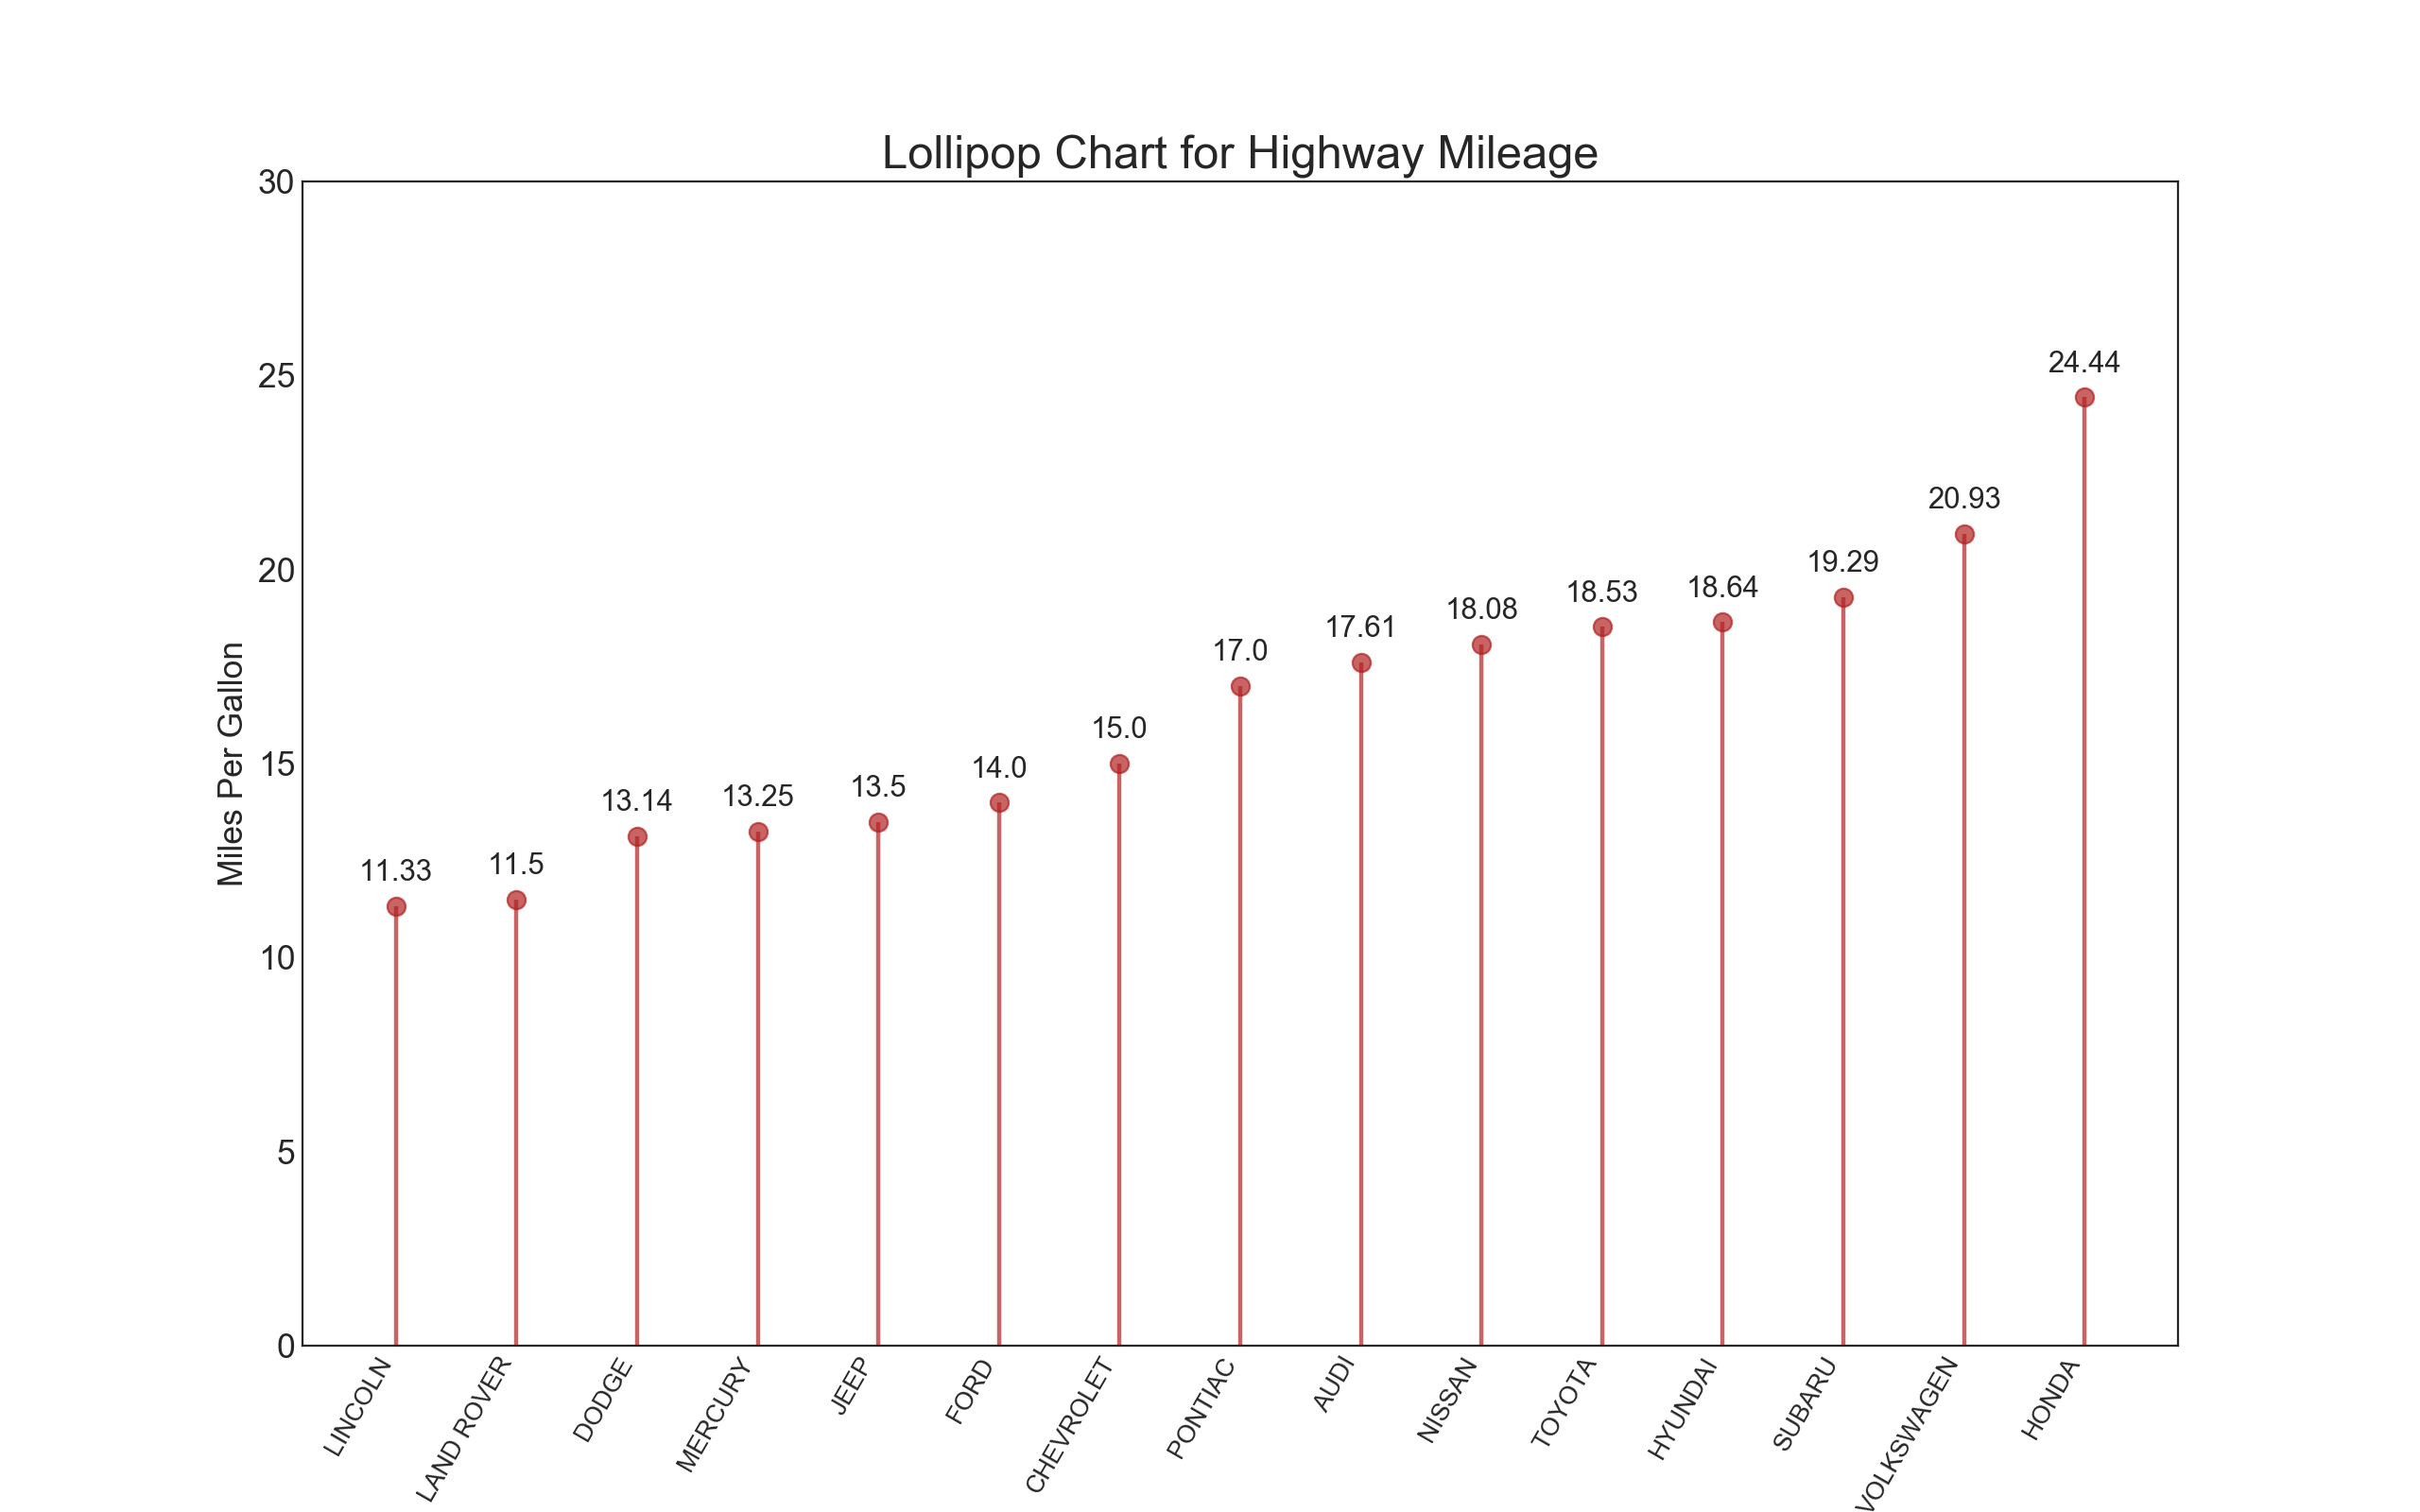 Lollipop Chart for Highway Mileage
30
25
20
15
10
5
0
Miles Per Gallon
11.33
11.5
13.14
13.25
13.5
14.0
15.0
17.0
17.61
18.08
18.53
18.64
19.29
20.93
24.44
LINCOLN
LAND ROVER
DODGE
MERCURY
JEEP
FORD
CHEVROLET
PONTIAC
AUDI
NISSAN
TOYOTA
HYUNDAI
SUBARU
VOLKSWAGEN
HONDA